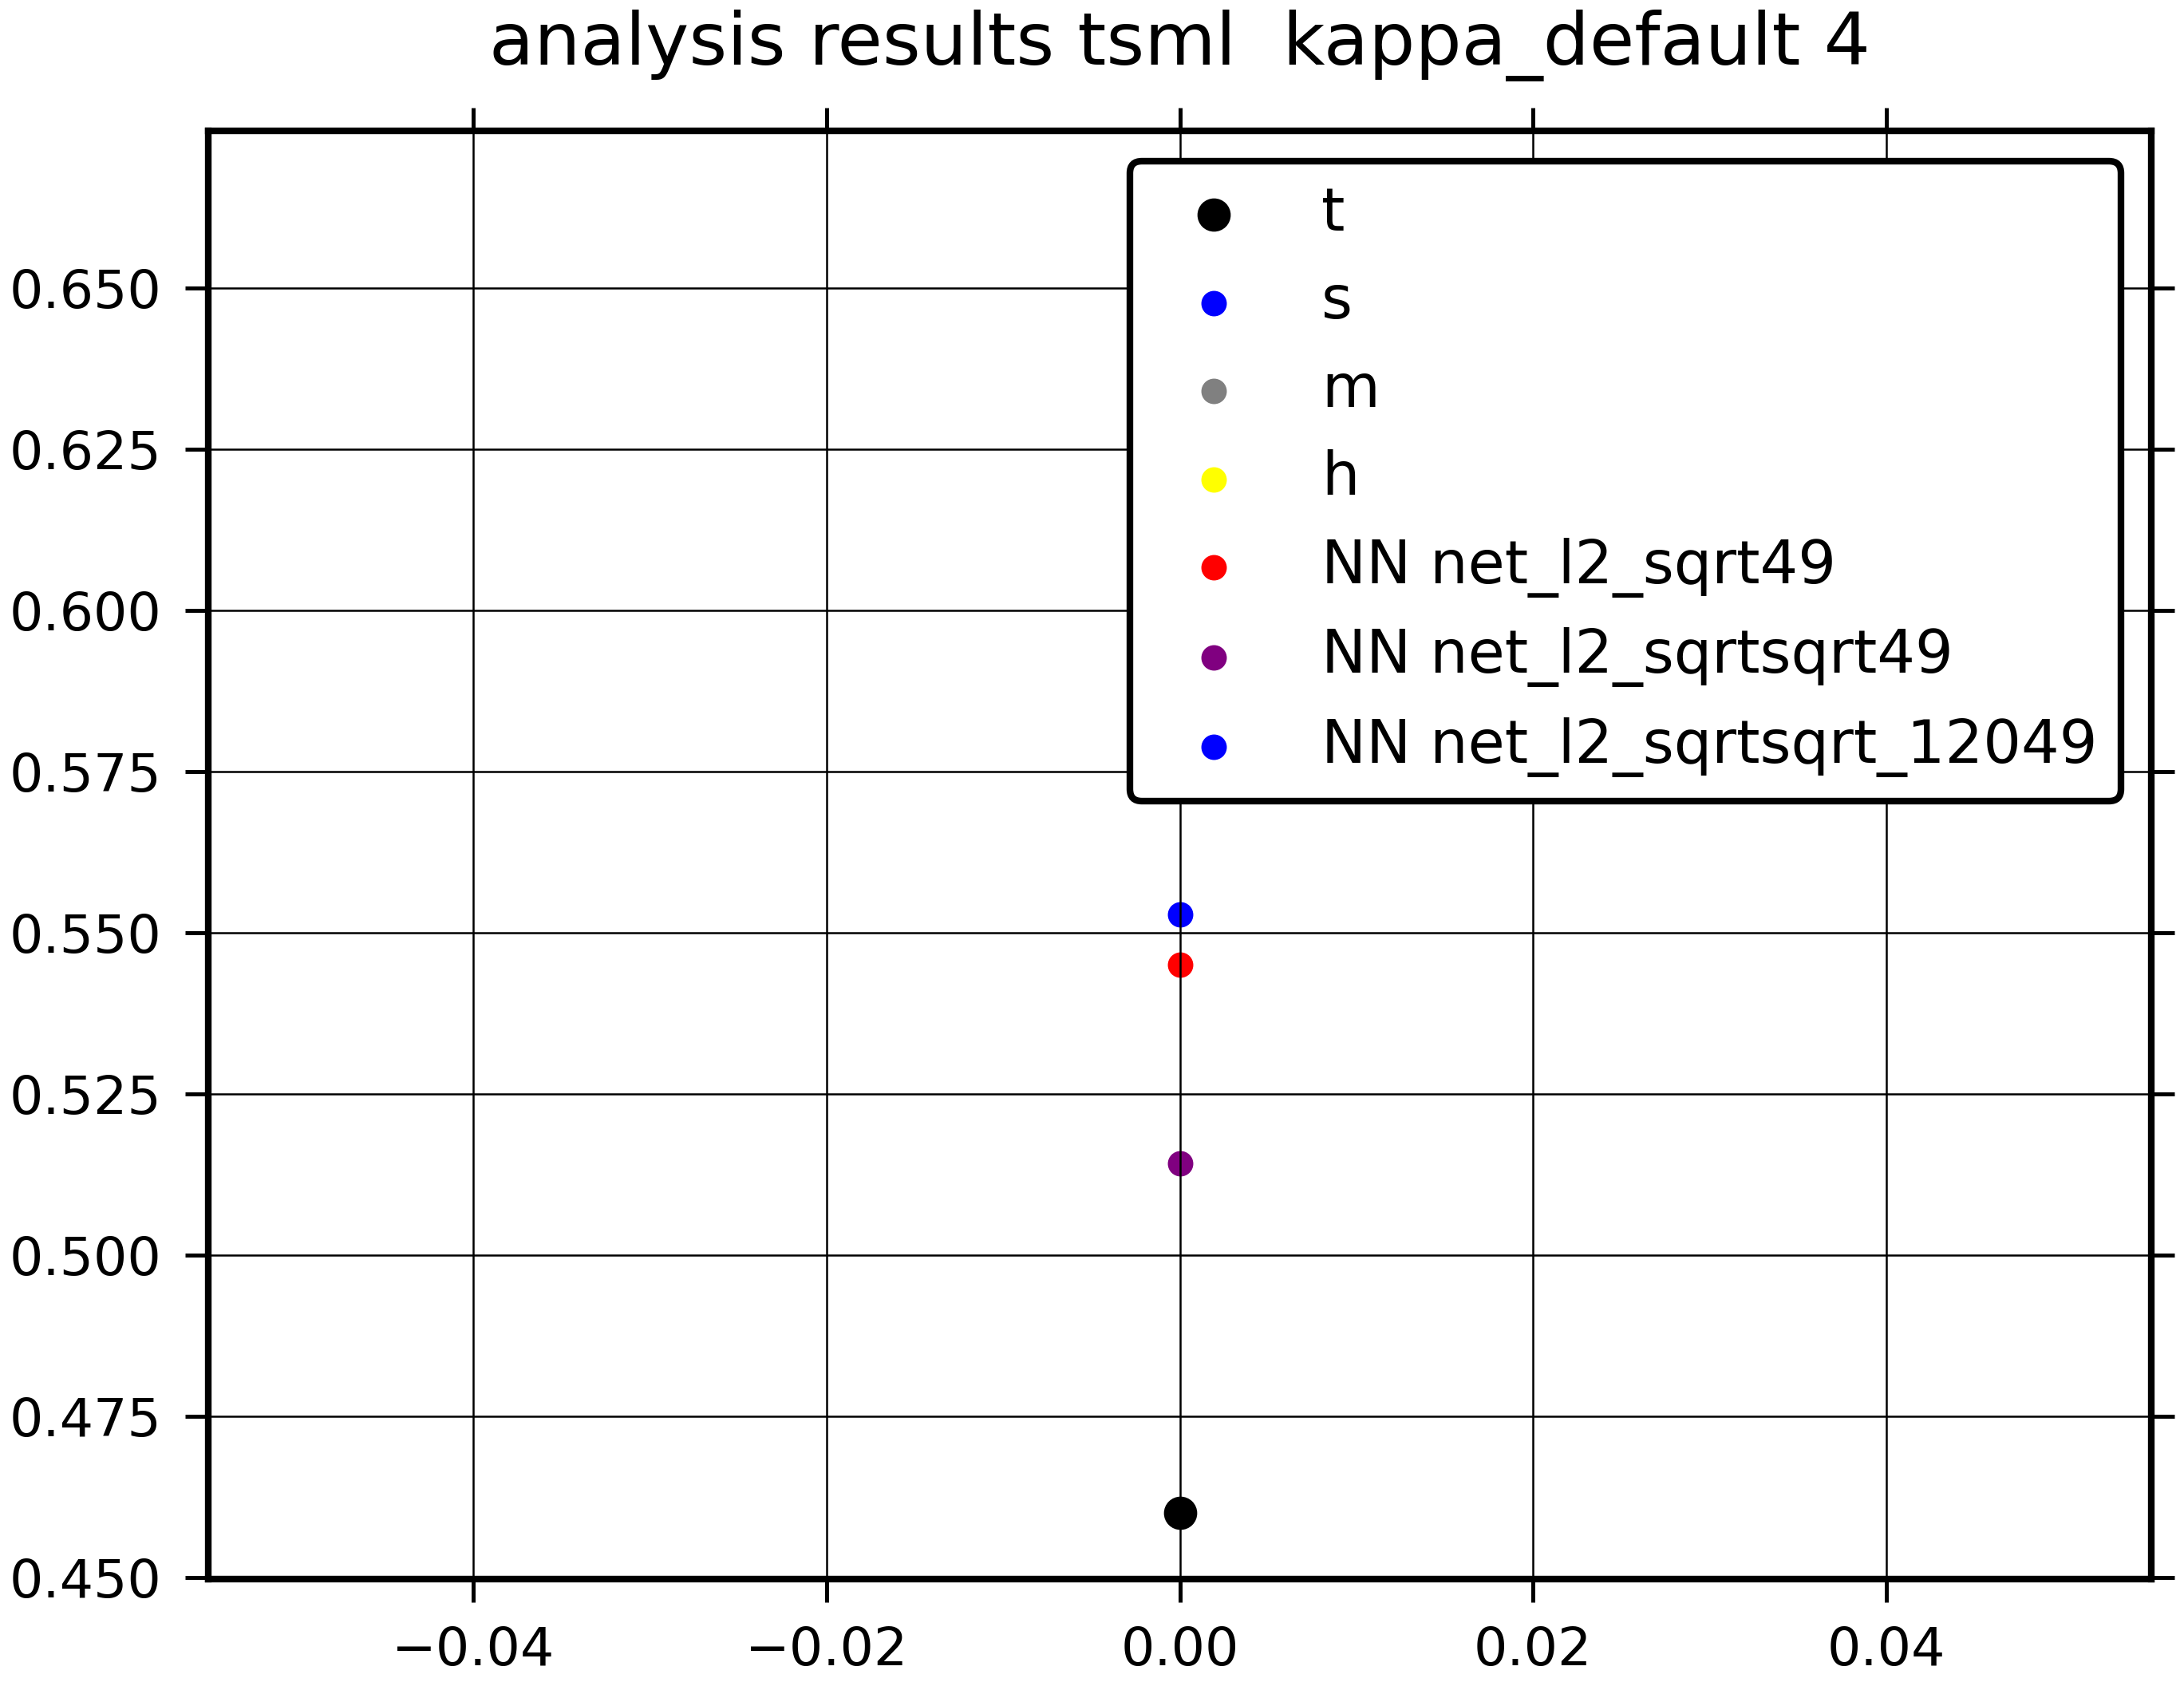 analysis results tsml  kappa_default 4
t
s
m
h
NN net_l2_sqrt49
NN net_l2_sqrtsqrt49
NN net_l2_sqrtsqrt_12049
0.650
0.625
0.600
0.575
0.550
0.525
0.500
0.475
0.450
−0.04 −0.02 0.00 0.02 0.04